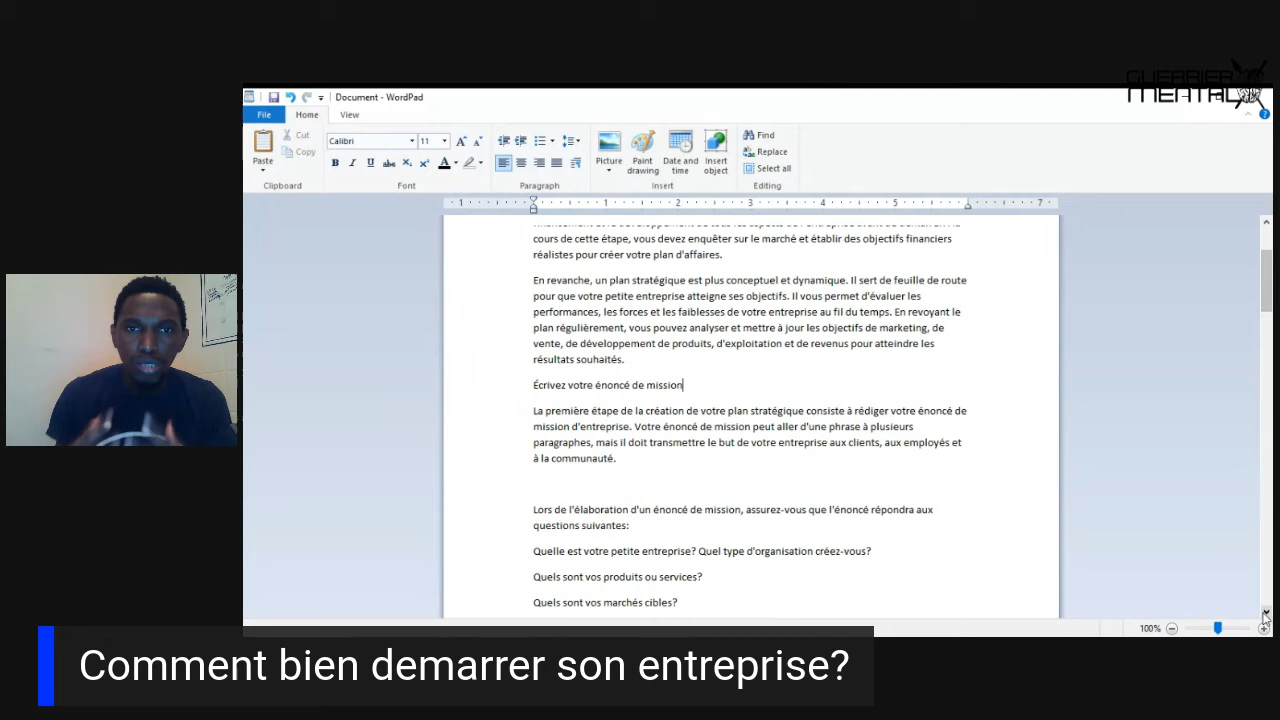 GUERRIER
MENTAL
Document - WordPad
File Home View
Cut
Copy
Paste
Calibri 11
Picture
Paint drawing
Date and time
Insert object
Find
Replace
Select all
Clipboard Font Paragraph Insert Editing
1 1 2 3 4 5 7
cours de cette étape, vous devez enquêter sur le marché et établir des objectifs financiers
réalistes pour créer votre plan d'affaires.
En revanche, un plan stratégique est plus conceptuel et dynamique. Il sert de feuille de route
pour que votre petite entreprise atteigne ses objectifs. Il vous permet d'évaluer les
performances, les forces et les faiblesses de votre entreprise au fil du temps. En revoyant le
plan régulièrement, vous pouvez analyser et mettre à jour les objectifs de marketing, de
vente, de développement de produits, d'exploitation et de revenus pour atteindre les
résultats souhaités.
Écrivez votre énoncé de mission
La première étape de la création de votre plan stratégique consiste à rédiger votre énoncé de
mission d'entreprise. Votre énoncé de mission peut aller d'une phrase à plusieurs
paragraphes, mais il doit transmettre le but de votre entreprise aux clients, aux employés et
à la communauté.
Lors de l'élaboration d'un énoncé de mission, assurez-vous que l'énoncé répondra aux
questions suivantes:
Quelle est votre petite entreprise? Quel type d'organisation créez-vous?
Quels sont vos produits ou services?
Quels sont vos marchés cibles?
100%
Comment bien demarrer son entreprise?